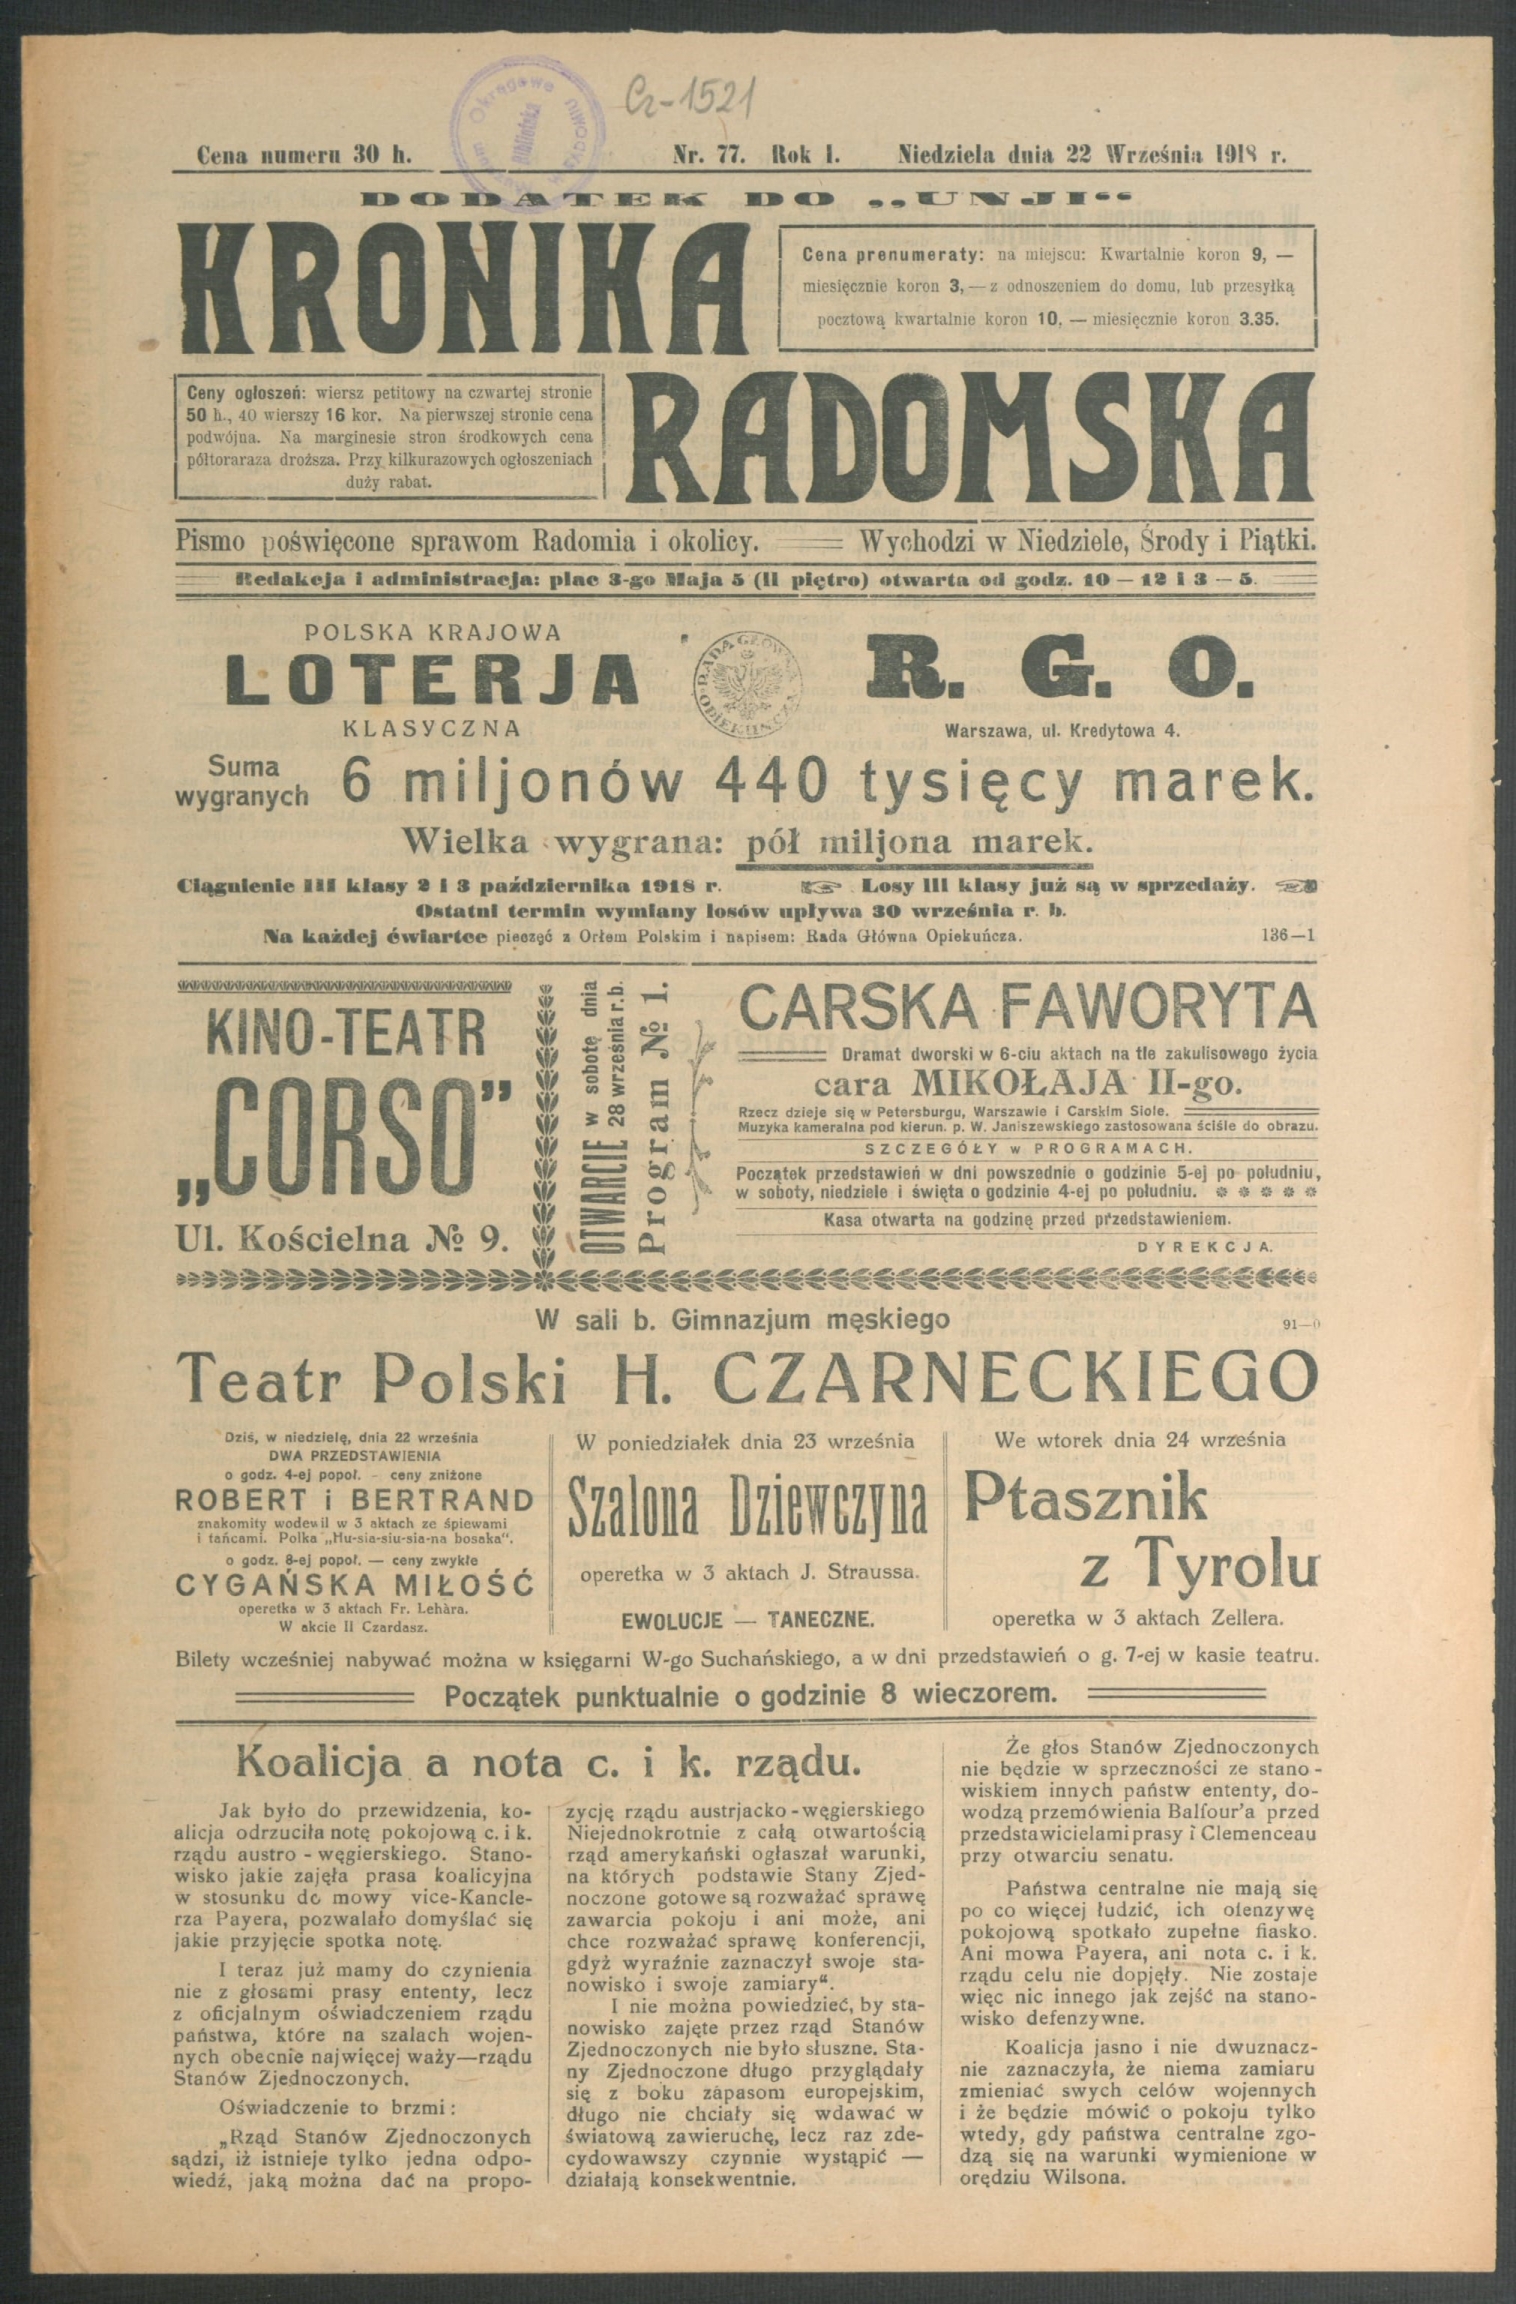 Cz-1521
Cena numeru 30 h.
Nr. 77. Rok I. Niedziela dnia 22 Września 1918 r.
DODATEK DO „UNJI“
KRONIKA
Cena prenumeraty: na miejscu: Kwartalnie koron 9, —
miesięcznie koron 3, — z odnoszeniem do domu, lub przesyłką
pocztową kwartalnie koron 10, — miesięcznie koron 3.35.
Ceny ogłoszeń: wiersz petitowy na czwartej stronie
50 h., 40 wierszy 16 kor. Na pierwszej stronie cena
podwójna. Na marginesie stron środkowych cena
półtoraraza droższa. Przy kilkurazowych ogłoszeniach
duży rabat.
RADOMSKA
Pismo poświęcone sprawom Radomia i okolicy. Wychodzi w Niedziele, Środy i Piątki.
Redakcja i administracja: plac 3-go Maja 5 (II piętro) otwarta od godz. 10 — 12 i 3 — 5.
POLSKA KRAJOWA
LOTERJA
KLASYCZNA
RADA GŁÓWNA OPIEKUŃCZA
R. G. O.
Warszawa, ul. Kredytowa 4.
Suma
wygranych
6 miljonów 440 tysięcy marek.
Wielka wygrana: pół miljona marek.
Ciągnienie III klasy 2 i 3 października 1918 r. Losy III klasy już są w sprzedaży.
Ostatni termin wymiany losów upływa 30 września r. b.
Na każdej ćwiartce pieczęć z Orłem Polskim i napisem: Rada Główna Opiekuńcza. 136—1
KINO-TEATR
„CORSO”
Ul. Kościelna № 9.
OTWARCIE w sobotę dnia
28 września r. b.
Program № 1.
CARSKA FAWORYTA
Dramat dworski w 6-ciu aktach na tle zakulisowego życia
cara MIKOŁAJA II-go.
Rzecz dzieje się w Petersburgu, Warszawie i Carskim Siole.
Muzyka kameralna pod kierun. p. W. Janiszewskiego zastosowana ściśle do obrazu.
SZCZEGÓŁY w PROGRAMACH.
Początek przedstawień w dni powszednie o godzinie 5-ej po południu,
w soboty, niedziele i święta o godzinie 4-ej po południu.
Kasa otwarta na godzinę przed przedstawieniem.
DYREKCJA.
W sali b. Gimnazjum męskiego
91—0
Teatr Polski H. CZARNECKIEGO
Dziś, w niedzielę, dnia 22 września
DWA PRZEDSTAWIENIA
o godz. 4-ej popoł. - ceny zniżone
ROBERT i BERTRAND
znakomity wodewil w 3 aktach ze śpiewami
i tańcami. Polka „Hu-sia-siu-sia-na bosaka“.
o godz. 8-ej popoł. — ceny zwykłe
CYGAŃSKA MIŁOŚĆ
operetka w 3 aktach Fr. Lehàra.
W akcie II Czardasz.
W poniedziałek dnia 23 września
Szalona Dziewczyna
operetka w 3 aktach J. Straussa.
EWOLUCJE — TANECZNE.
We wtorek dnia 24 września
Ptasznik
z Tyrolu
operetka w 3 aktach Zellera.
Bilety wcześniej nabywać można w księgarni W-go Suchańskiego, a w dni przedstawień o g. 7-ej w kasie teatru.
Początek punktualnie o godzinie 8 wieczorem.
Koalicja a nota c. i k. rządu.
Jak było do przewidzenia, ko-
alicja odrzuciła notę pokojową c. i k.
rządu austro - węgierskiego. Stano-
wisko jakie zajęła prasa koalicyjna
w stosunku do mowy vice-Kancle-
rza Payera, pozwalało domyślać się
jakie przyjęcie spotka notę.
I teraz już mamy do czynienia
nie z głosami prasy ententy, lecz
z oficjalnym oświadczeniem rządu
państwa, które na szalach wojen-
nych obecnie najwięcej waży—rządu
Stanów Zjednoczonych.
Oświadczenie to brzmi:
„Rząd Stanów Zjednoczonych
sądzi, iż istnieje tylko jedna odpo-
wiedź, jaką można dać na propo-
zycję rządu austrjacko-węgierskiego
Niejednokrotnie z całą otwartością
rząd amerykański ogłaszał warunki,
na których podstawie Stany Zjed-
noczone gotowe są rozważać sprawę
zawarcia pokoju i ani może, ani
chce rozważać sprawę konferencji,
gdyż wyraźnie zaznaczył swoje sta-
nowisko i swoje zamiary“.
I nie można powiedzieć, by sta-
nowisko zajęte przez rząd Stanów
Zjednoczonych nie było słuszne. Sta-
ny Zjednoczone długo przyglądały
się z boku zapasom europejskim,
długo nie chciały się wdawać w
światową zawieruchę, lecz raz zde-
cydowawszy czynnie wystąpić —
działają konsekwentnie.
Że głos Stanów Zjednoczonych
nie będzie w sprzeczności ze stano-
wiskiem innych państw ententy, do-
wodzą przemówienia Balfour'a przed
przedstawicielami prasy i Clemenceau
przy otwarciu senatu.
Państwa centralne nie mają się
po co więcej łudzić, ich ofenzywę
pokojową spotkało zupełne fiasko.
Ani mowa Payera, ani nota c. i k.
rządu celu nie dopjęły. Nie zostaje
więc nic innego jak zejść na stano-
wisko defenzywne.
Koalicja jasno i nie dwuznacz-
nie zaznaczyła, że niema zamiaru
zmieniać swych celów wojennych
i że będzie mówić o pokoju tylko
wtedy, gdy państwa centralne zgo-
dzą się na warunki wymienione w
orędziu Wilsona.